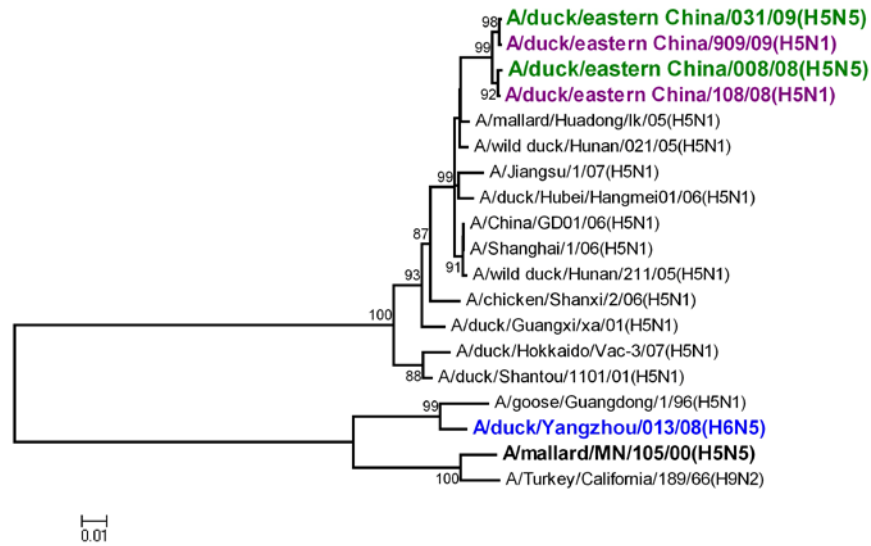 98
A/duck/eastern China/031/09(H5N5)
99
A/duck/eastern China/909/09(H5N1)
A/duck/eastern China/008/08(H5N5)
92
A/duck/eastern China/108/08(H5N1)
A/mallard/Huadong/lk/05(H5N1)
A/wild duck/Hunan/021/05(H5N1)
99
A/Jiangsu/1/07(H5N1)
A/duck/Hubei/Hangmei01/06(H5N1)
A/China/GD01/06(H5N1)
87
A/Shanghai/1/06(H5N1)
91
A/wild duck/Hunan/211/05(H5N1)
93
A/chicken/Shanxi/2/06(H5N1)
100
A/duck/Guangxi/xa/01(H5N1)
A/duck/Hokkaido/Vac-3/07(H5N1)
88
A/duck/Shantou/1101/01(H5N1)
A/goose/Guangdong/1/96(H5N1)
99
A/duck/Yangzhou/013/08(H6N5)
A/mallard/MN/105/00(H5N5)
100
A/Turkey/California/189/66(H9N2)
0.01